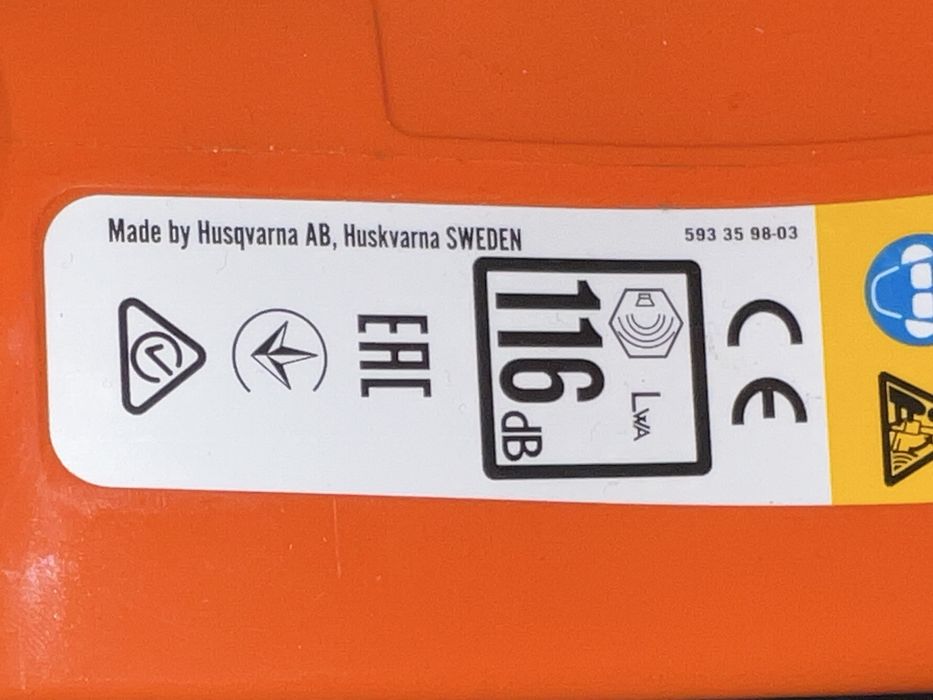 Made by Husqvarna AB, Huskvarna SWEDEN
593 35 98-03
EAC
116 dB
LWA
CE